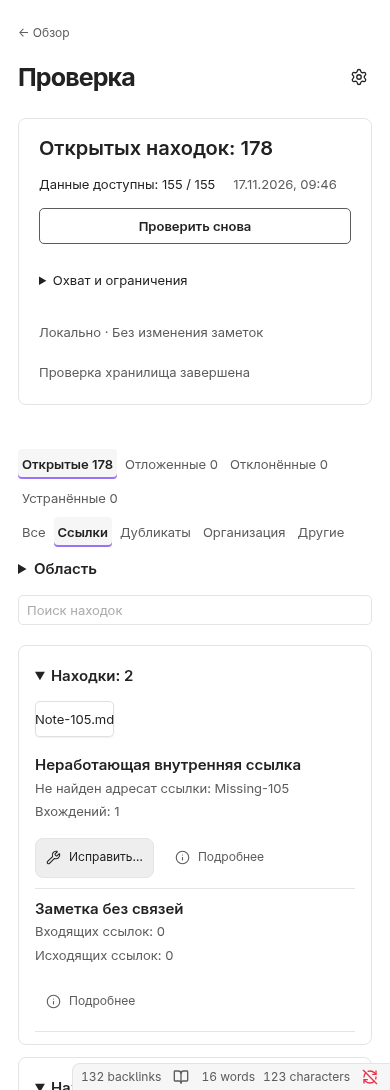 ← Обзор
Проверка
Открытых находок: 178
Данные доступны: 155 / 155 17.11.2026, 09:46
Проверить снова
Охват и ограничения
Локально · Без изменения заметок
Проверка хранилища завершена
Открытые 178 Отложенные 0 Отклонённые 0
Устранённые 0
Все Ссылки Дубликаты Организация Другие
Область
Поиск находок
Находки: 2
Note-105.md
Неработающая внутренняя ссылка
Не найден адресат ссылки: Missing-105
Вхождений: 1
Исправить... Подробнее
Заметка без связей
Входящих ссылок: 0
Исходящих ссылок: 0
Подробнее
132 backlinks 16 words 123 characters